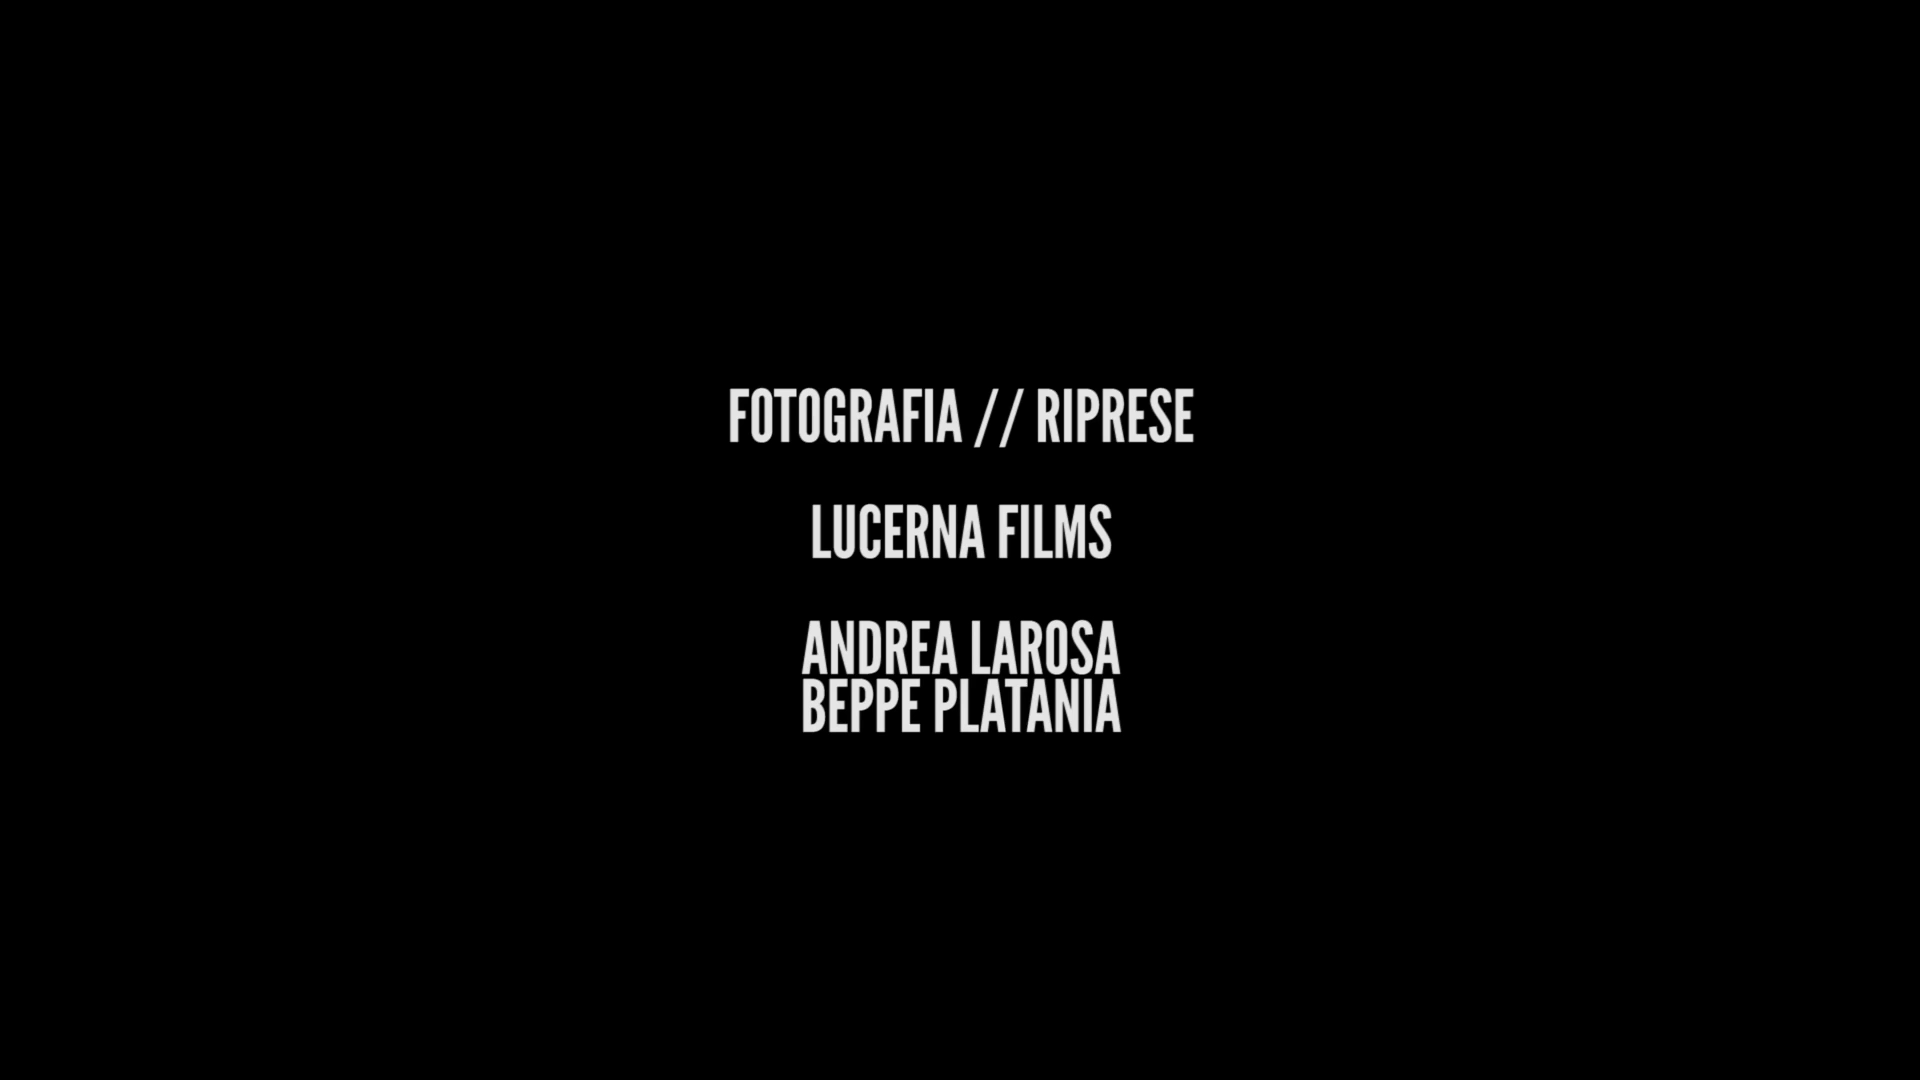 FOTOGRAFIA // RIPRESE
LUCERNA FILMS
ANDREA LAROSA
BEPPE PLATANIA